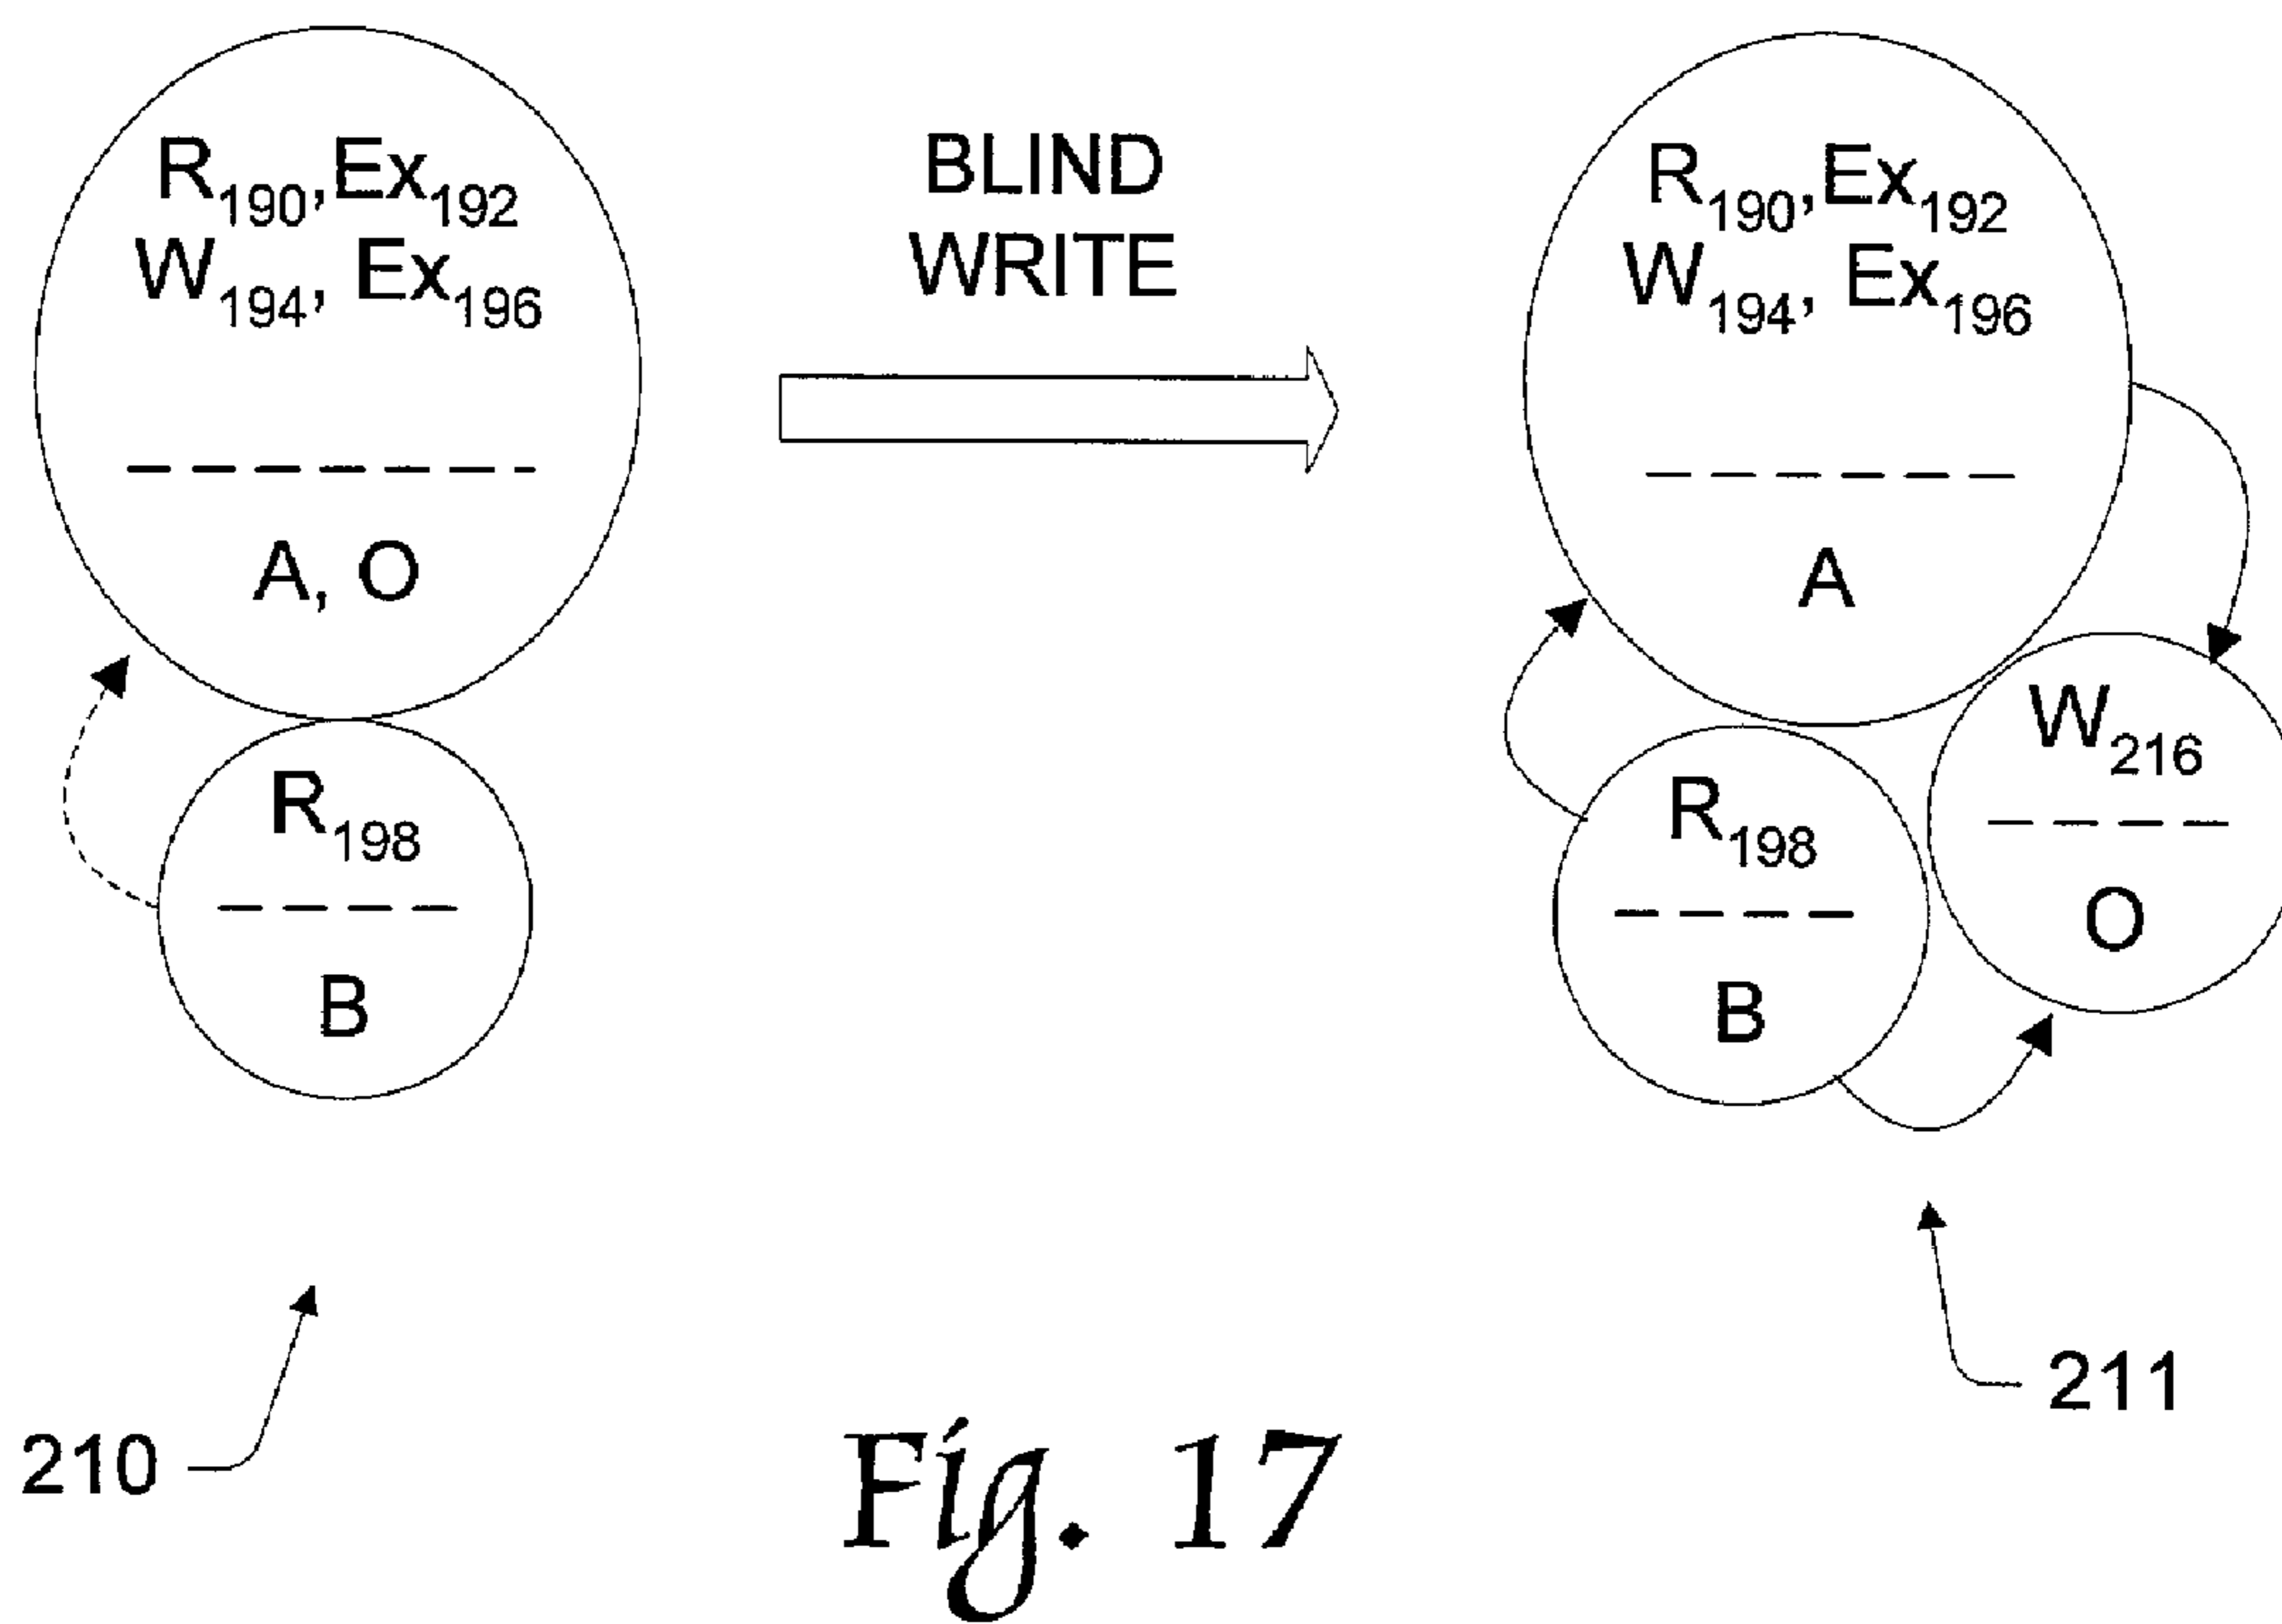 R190, Ex192
W194, Ex196
A, O
R198
B
BLIND
WRITE
R190, Ex192
W194, Ex196
A
W216
O
R198
B
210
211
Fig. 17